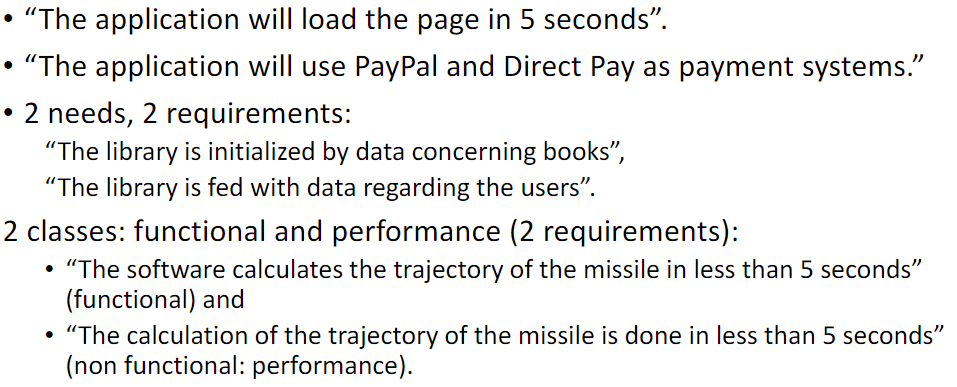 • “The application will load the page in 5 seconds”.
• “The application will use PayPal and Direct Pay as payment systems.”
• 2 needs, 2 requirements:
“The library is initialized by data concerning books”,
“The library is fed with data regarding the users”.
2 classes: functional and performance (2 requirements):
• “The software calculates the trajectory of the missile in less than 5 seconds”
(functional) and
• “The calculation of the trajectory of the missile is done in less than 5 seconds”
(non functional: performance).